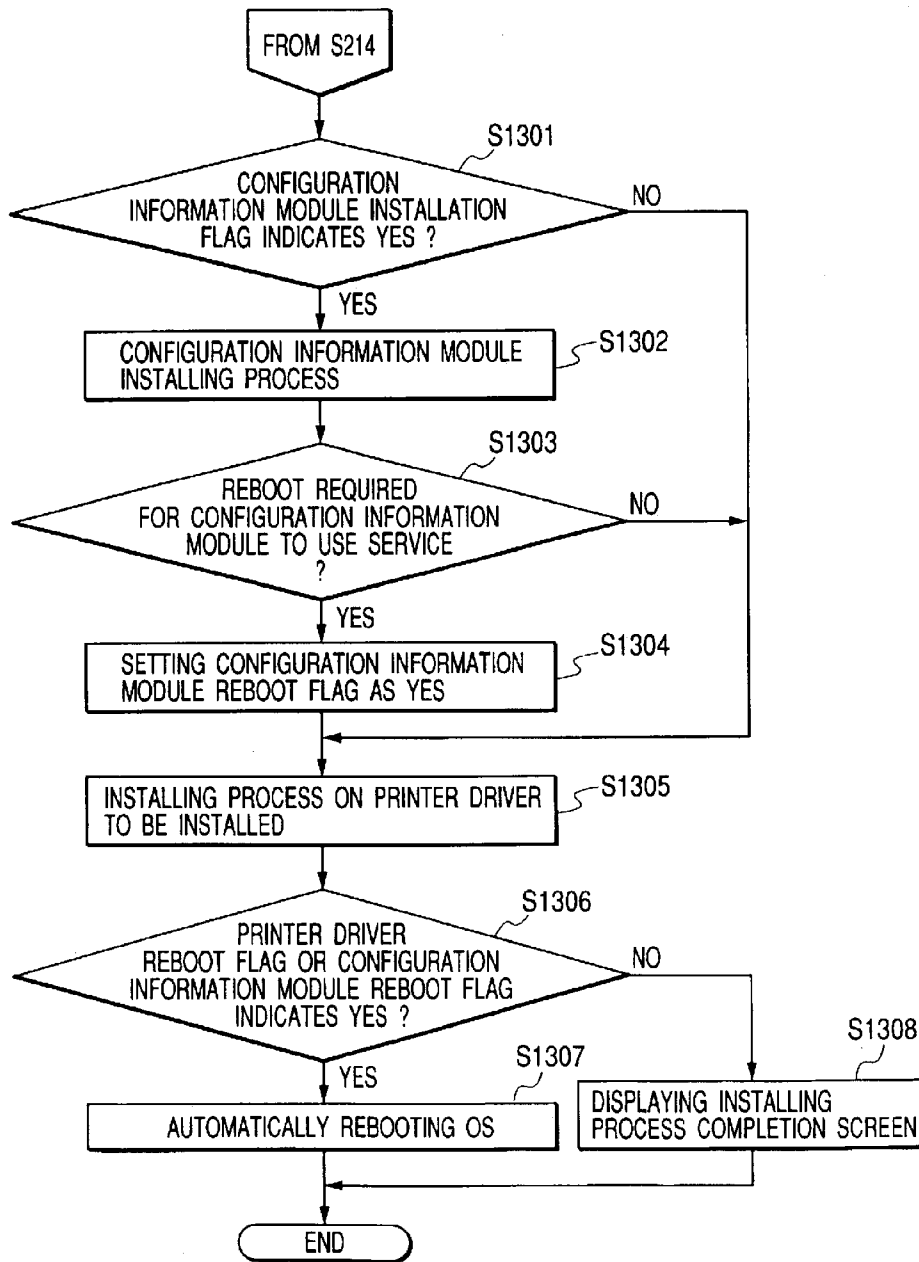 FROM S214
S1301
CONFIGURATION
INFORMATION MODULE INSTALLATION
FLAG INDICATES YES ?
NO
YES
CONFIGURATION INFORMATION MODULE
INSTALLING PROCESS
S1302
S1303
REBOOT REQUIRED
FOR CONFIGURATION INFORMATION
MODULE TO USE SERVICE
?
NO
YES
SETTING CONFIGURATION INFORMATION
MODULE REBOOT FLAG AS YES
S1304
INSTALLING PROCESS ON PRINTER DRIVER
TO BE INSTALLED
S1305
S1306
PRINTER DRIVER
REBOOT FLAG OR CONFIGURATION
INFORMATION MODULE REBOOT FLAG
INDICATES YES ?
NO
YES
S1307
AUTOMATICALLY REBOOTING OS
S1308
DISPLAYING INSTALLING
PROCESS COMPLETION SCREEN
END